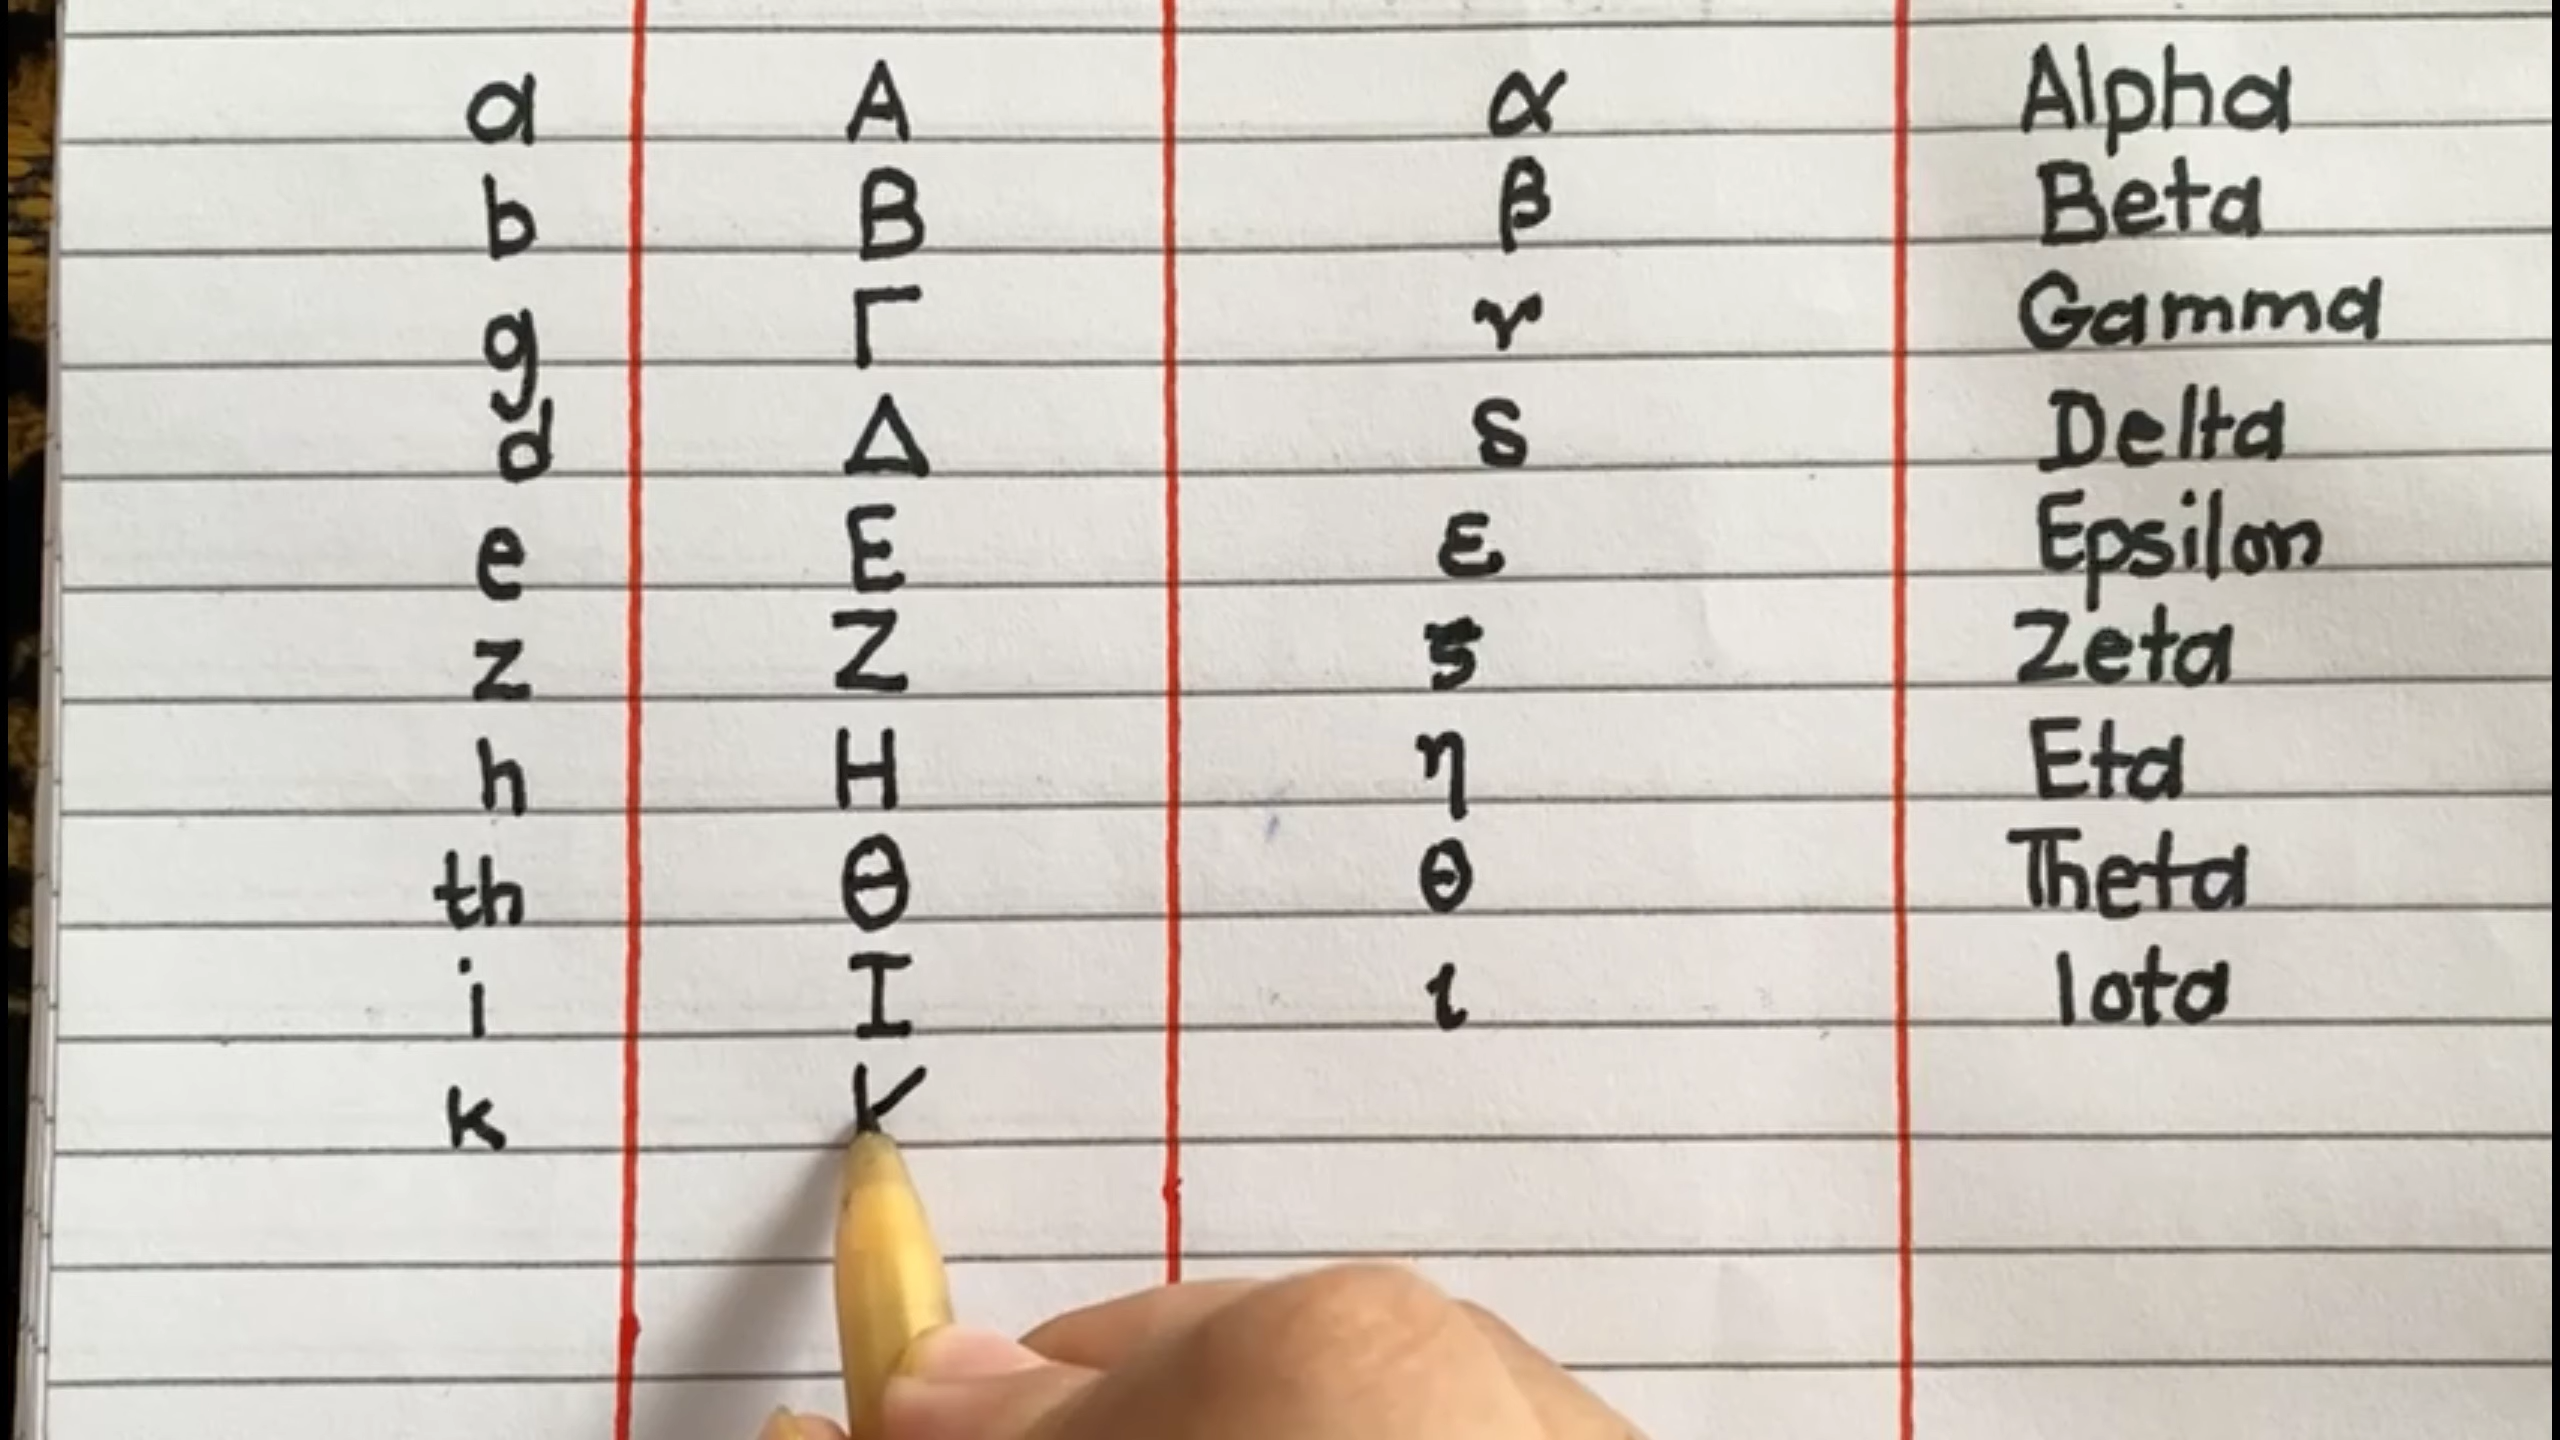 a A α Alpha
b B β Beta
g Γ γ Gamma
d Δ δ Delta
e E ε Epsilon
z Z ζ Zeta
h H η Eta
th Θ θ Theta
i I ι Iota
k K